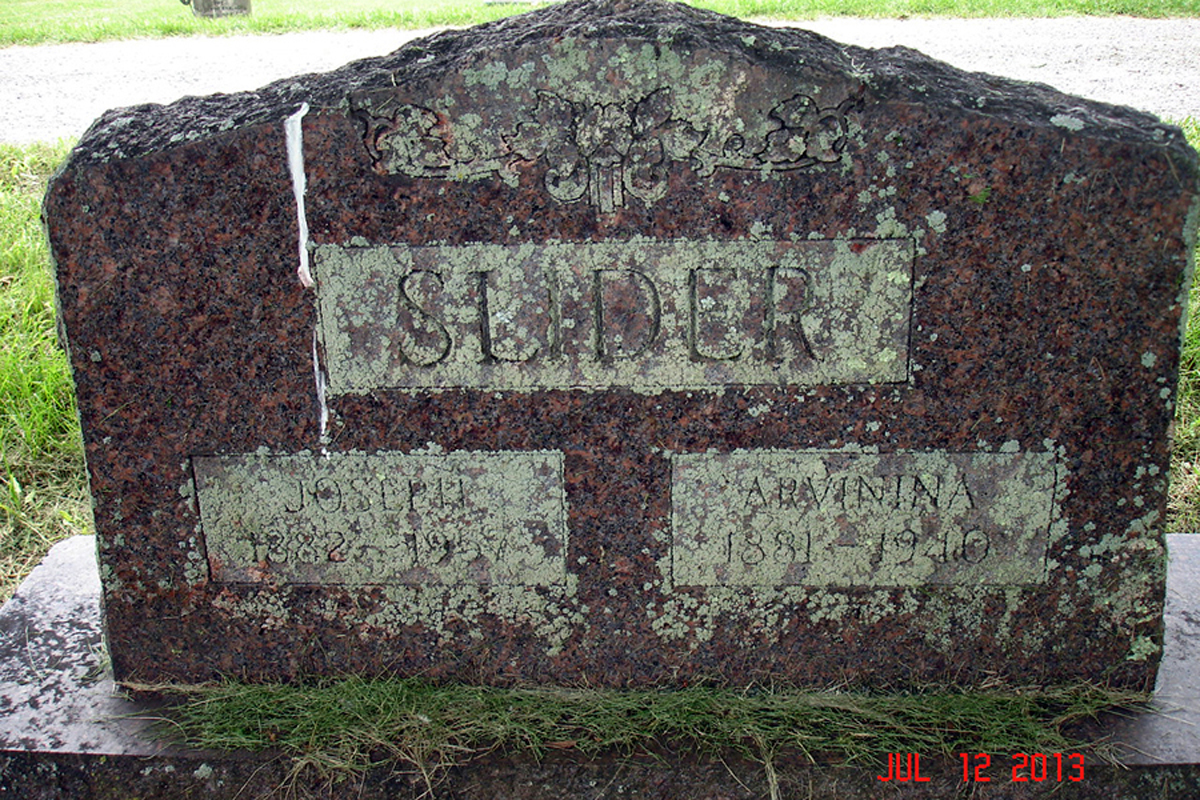 SLIDER
JOSEPH
1882 - 1957
ARVININA
1881 - 1940
JUL 12 2013